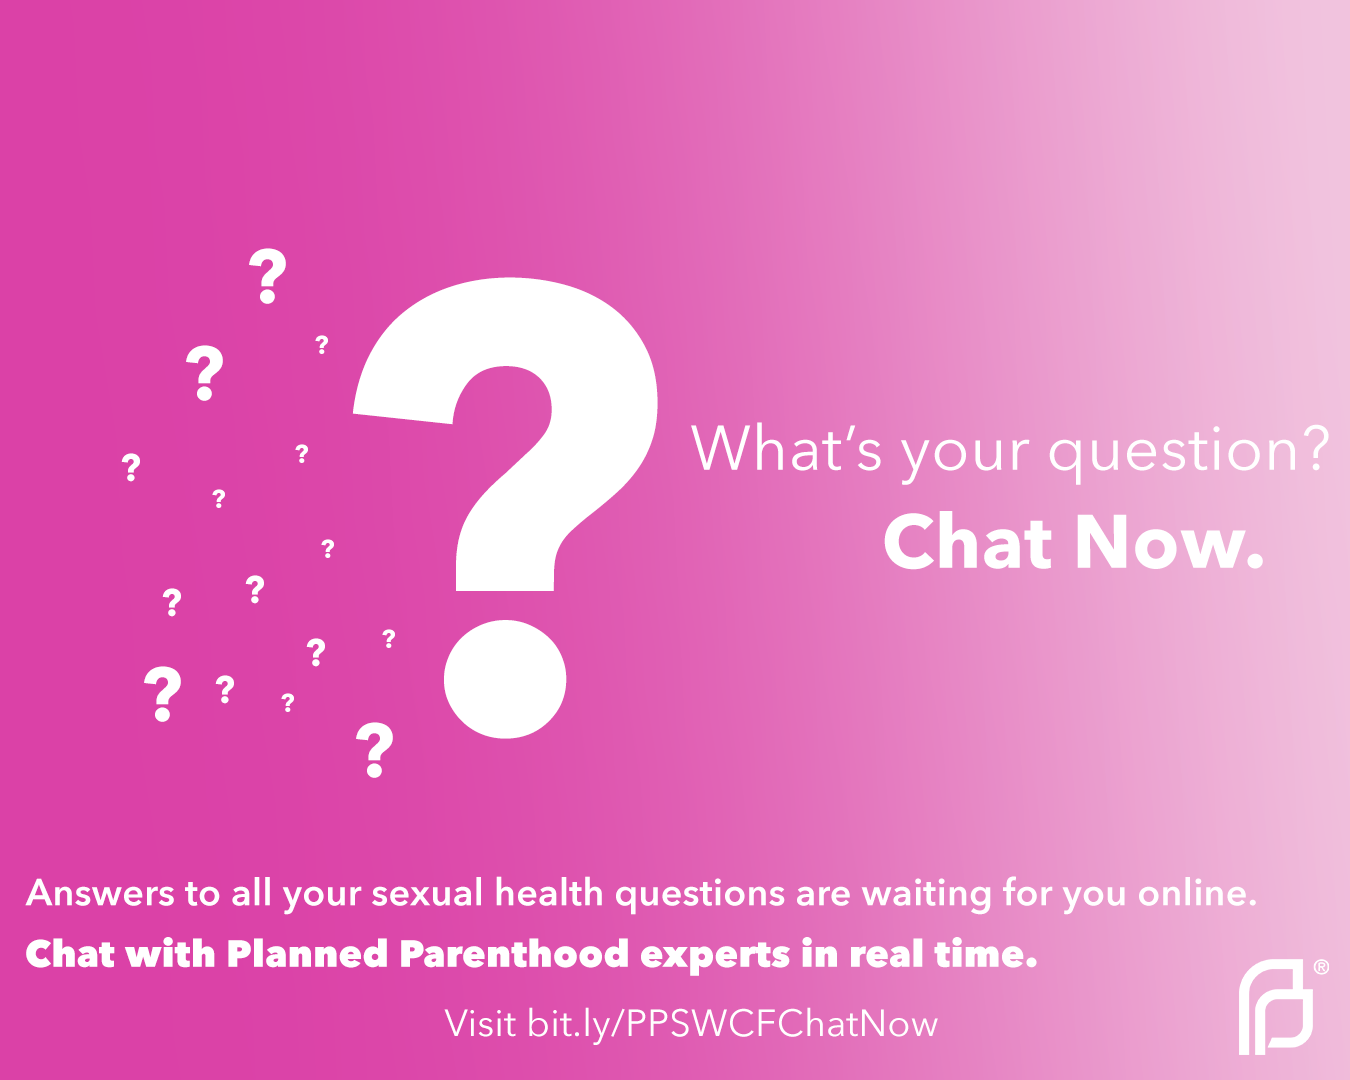 What’s your question?
Chat Now.
Answers to all your sexual health questions are waiting for you online.
Chat with Planned Parenthood experts in real time.
Visit bit.ly/PPSWCFChatNow
®